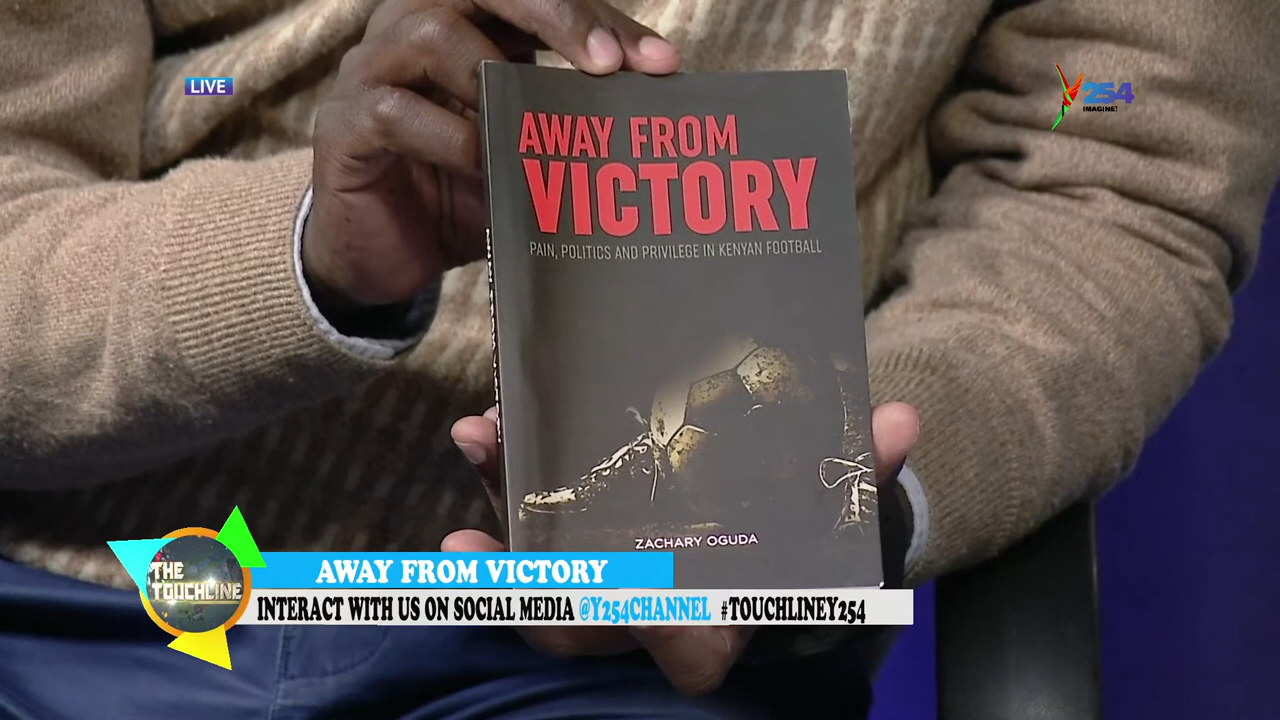 LIVE
254
IMAGINE!
AWAY FROM
VICTORY
PAIN, POLITICS AND PRIVILEGE IN KENYAN FOOTBALL
ZACHARY OGUDA
THE
TOUCHLINE
AWAY FROM VICTORY
INTERACT WITH US ON SOCIAL MEDIA @Y254CHANNEL #TOUCHLINEY254